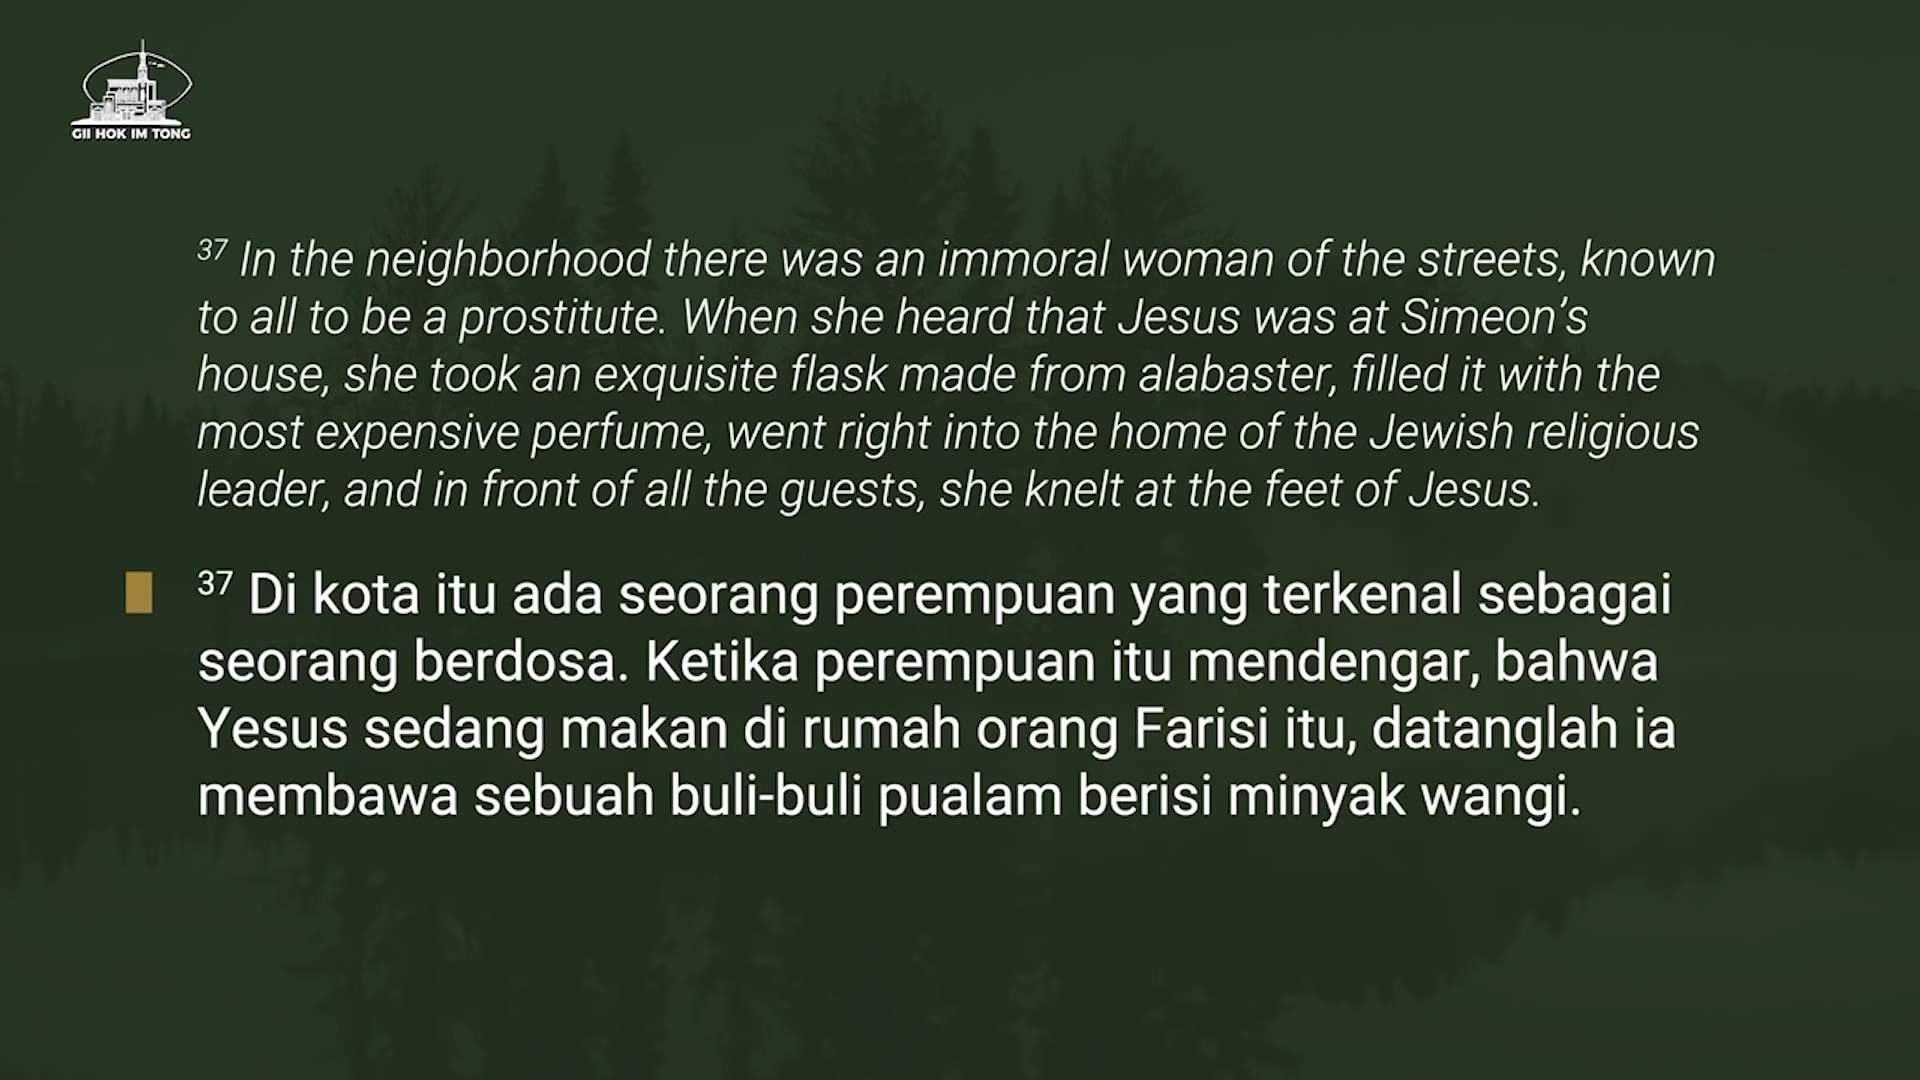 GII HOK IM TONG
37 In the neighborhood there was an immoral woman of the streets, known
to all to be a prostitute. When she heard that Jesus was at Simeon’s
house, she took an exquisite flask made from alabaster, filled it with the
most expensive perfume, went right into the home of the Jewish religious
leader, and in front of all the guests, she knelt at the feet of Jesus.
37 Di kota itu ada seorang perempuan yang terkenal sebagai
seorang berdosa. Ketika perempuan itu mendengar, bahwa
Yesus sedang makan di rumah orang Farisi itu, datanglah ia
membawa sebuah buli-buli pualam berisi minyak wangi.